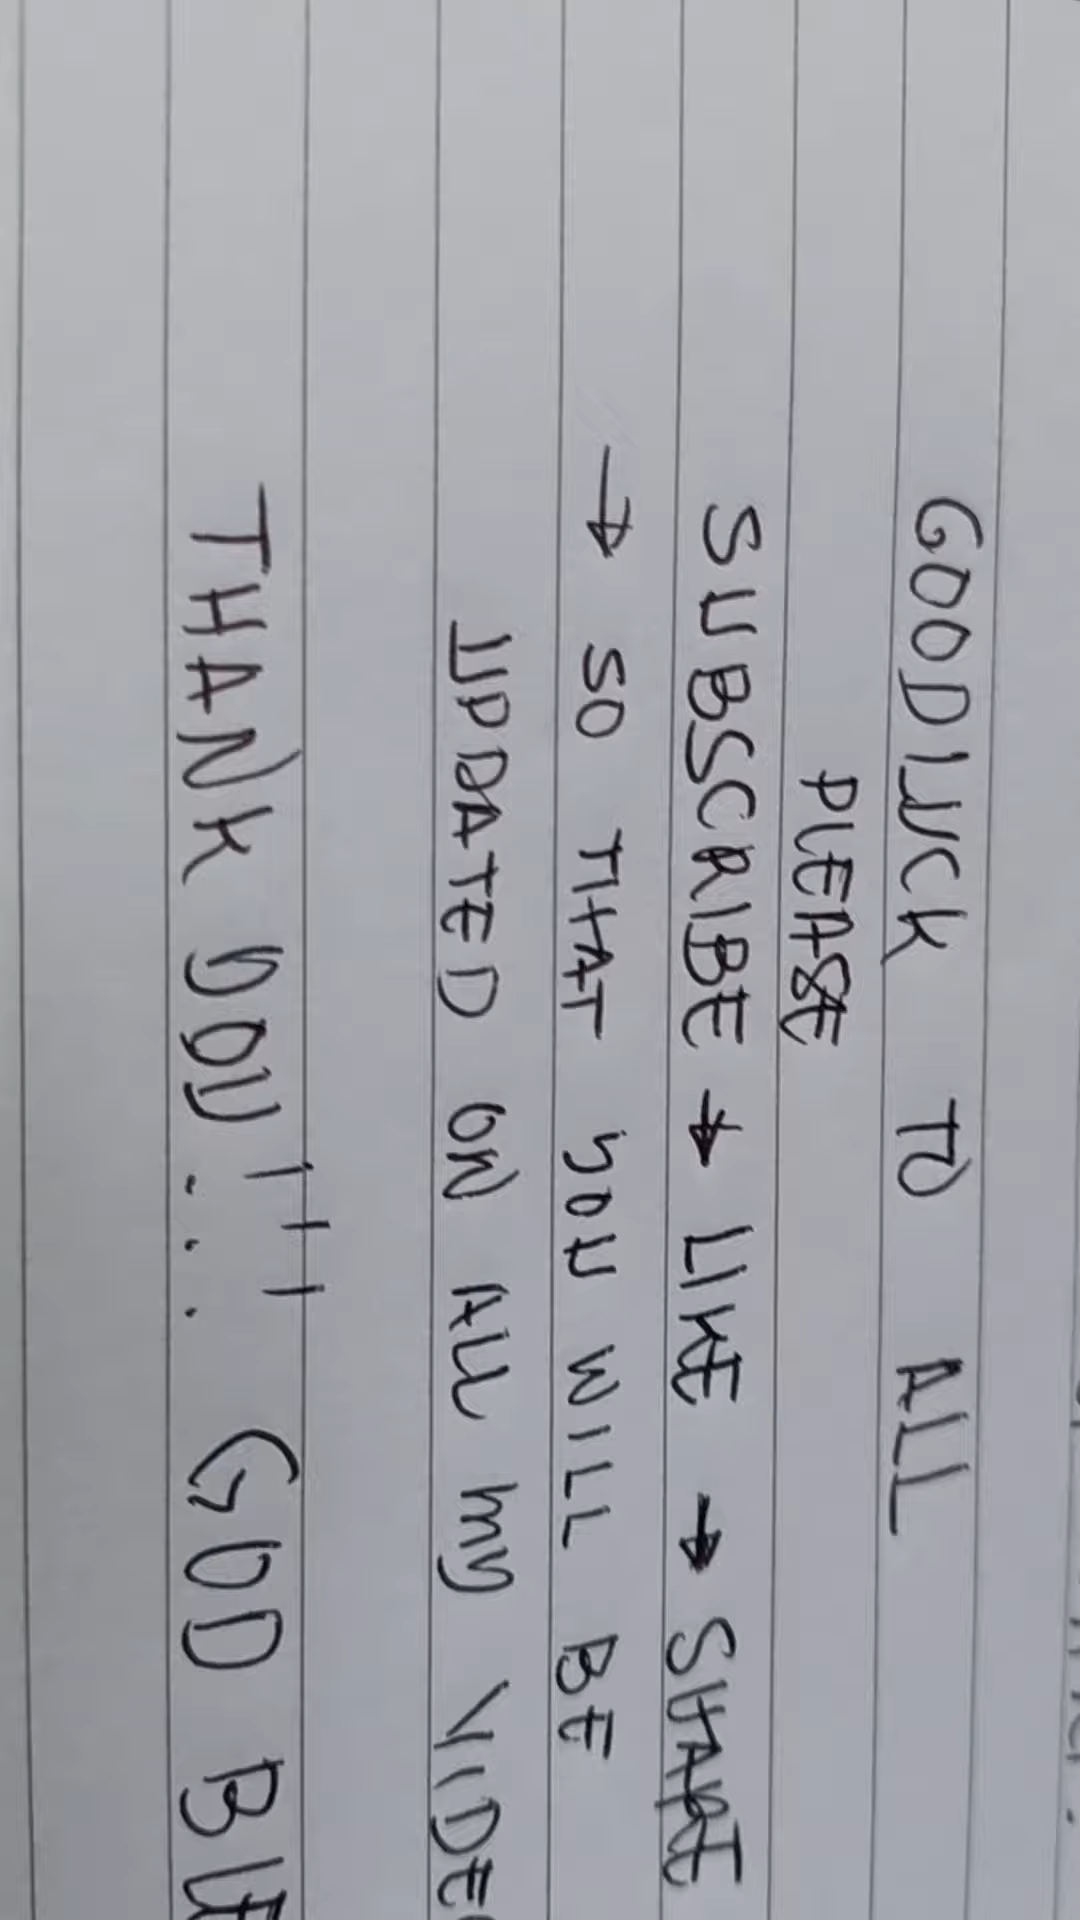 GOODLUCK TO ALL
PLEASE
SUBSCRIBE → LIKE → SHARE
→ SO THAT YOU WILL BE
UPDATED ON ALL MY
THANK YOU !!! GOD